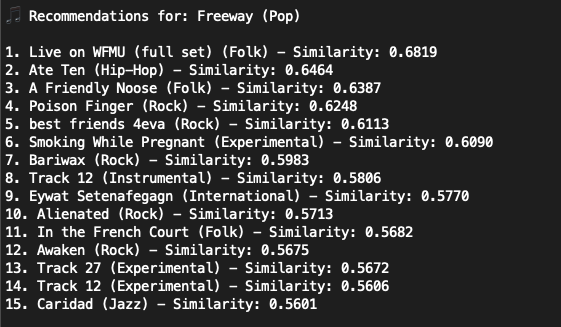 🎵 Recommendations for: Freeway (Pop)
1. Live on WFMU (full set) (Folk) – Similarity: 0.6819
2. Ate Ten (Hip-Hop) – Similarity: 0.6464
3. A Friendly Noose (Folk) – Similarity: 0.6387
4. Poison Finger (Rock) – Similarity: 0.6248
5. best friends 4eva (Rock) – Similarity: 0.6113
6. Smoking While Pregnant (Experimental) – Similarity: 0.6090
7. Bariwax (Rock) – Similarity: 0.5983
8. Track 12 (Instrumental) – Similarity: 0.5806
9. Eywat Setenafegagn (International) – Similarity: 0.5770
10. Alienated (Rock) – Similarity: 0.5713
11. In the French Court (Folk) – Similarity: 0.5682
12. Awaken (Rock) – Similarity: 0.5675
13. Track 27 (Experimental) – Similarity: 0.5672
14. Track 12 (Experimental) – Similarity: 0.5606
15. Caridad (Jazz) – Similarity: 0.5601